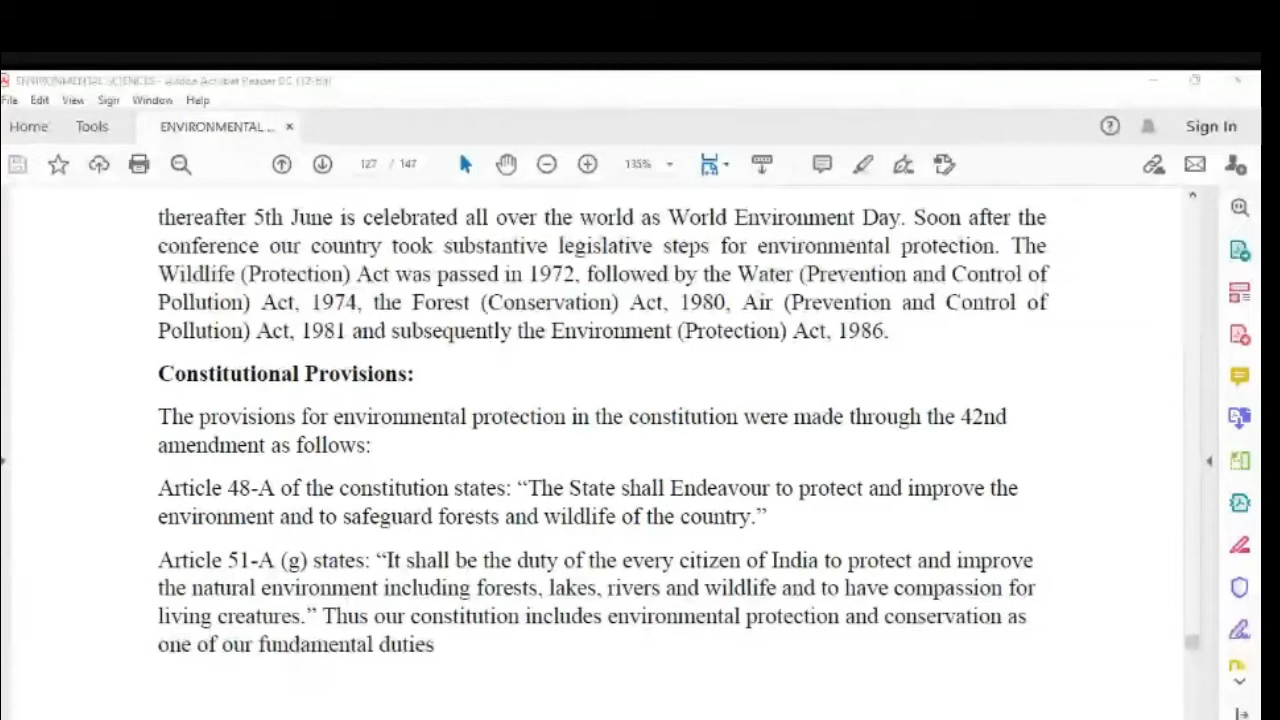 ENVIRONMENTAL SCIENCES - Adobe Acrobat Reader DC (32-bit)
File Edit View Sign Window Help
Home Tools ENVIRONMENTAL ... × Sign In
127 / 147 135%
thereafter 5th June is celebrated all over the world as World Environment Day. Soon after the
conference our country took substantive legislative steps for environmental protection. The
Wildlife (Protection) Act was passed in 1972, followed by the Water (Prevention and Control of
Pollution) Act, 1974, the Forest (Conservation) Act, 1980, Air (Prevention and Control of
Pollution) Act, 1981 and subsequently the Environment (Protection) Act, 1986.
Constitutional Provisions:
The provisions for environmental protection in the constitution were made through the 42nd
amendment as follows:
Article 48-A of the constitution states: “The State shall Endeavour to protect and improve the
environment and to safeguard forests and wildlife of the country.”
Article 51-A (g) states: “It shall be the duty of the every citizen of India to protect and improve
the natural environment including forests, lakes, rivers and wildlife and to have compassion for
living creatures.” Thus our constitution includes environmental protection and conservation as
one of our fundamental duties